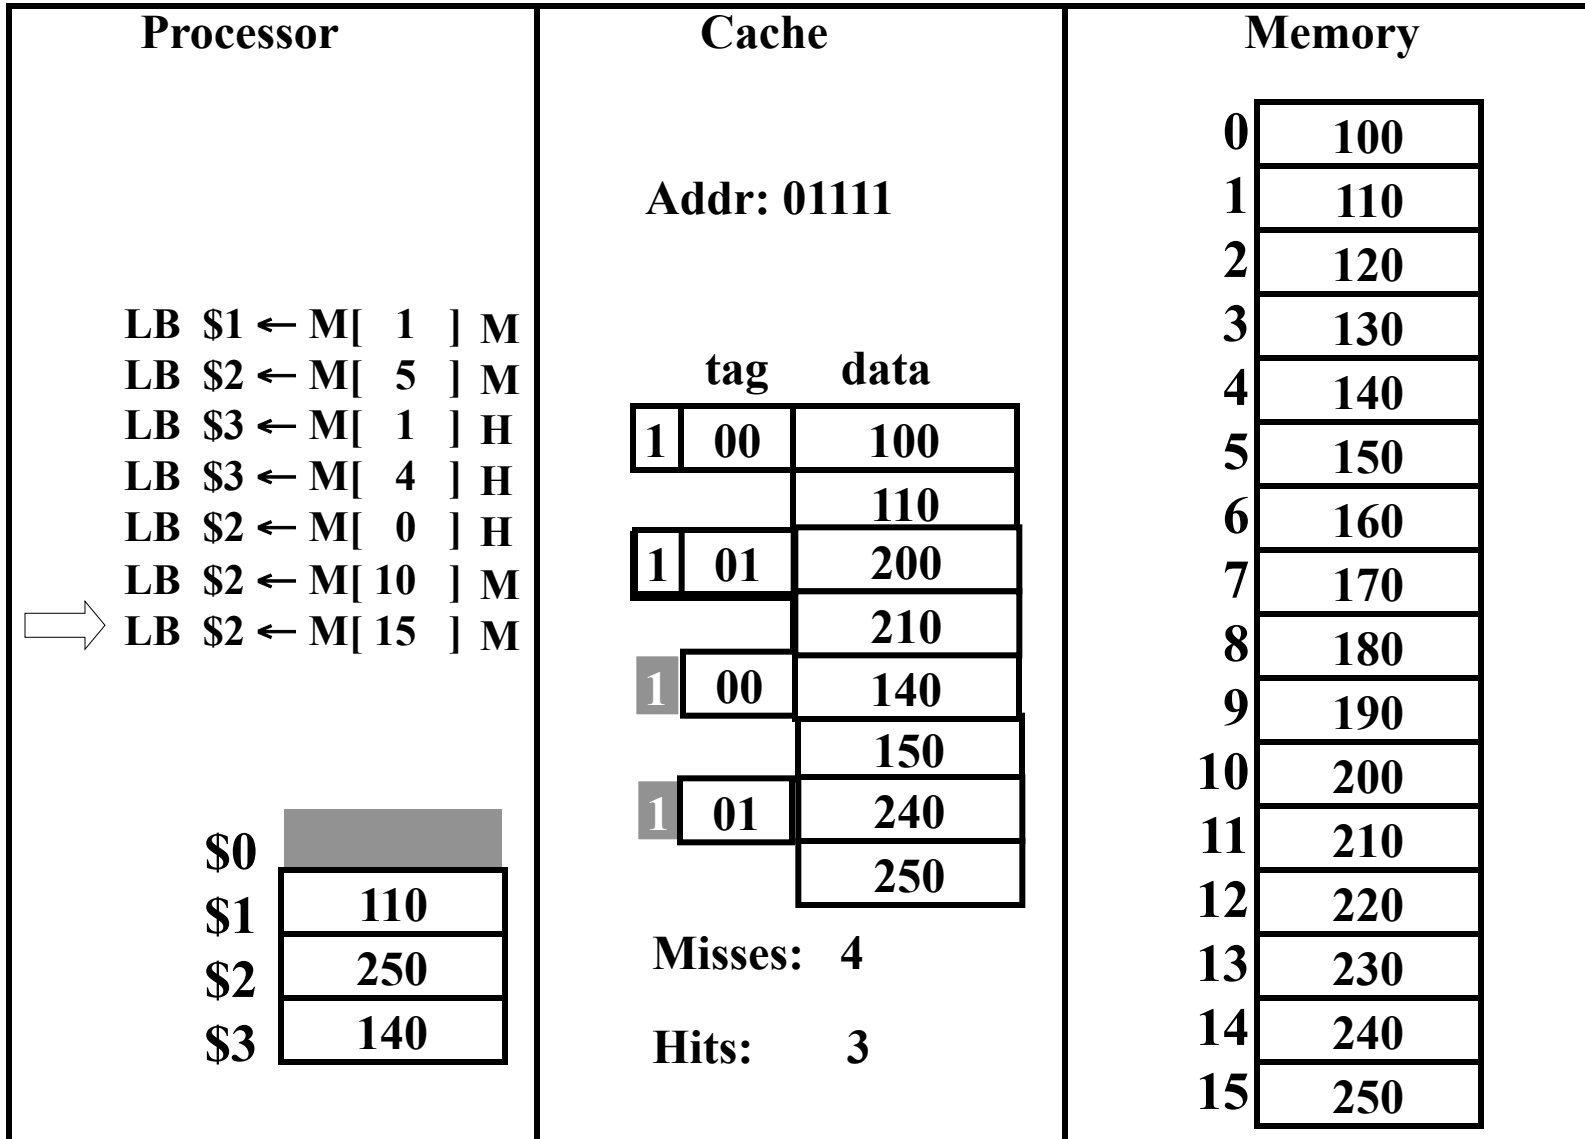 Processor
LB $1 ← M[ 1 ] M
LB $2 ← M[ 5 ] M
LB $3 ← M[ 1 ] H
LB $3 ← M[ 4 ] H
LB $2 ← M[ 0 ] H
LB $2 ← M[ 10 ] M
LB $2 ← M[ 15 ] M
$0
$1 110
$2 250
$3 140
Cache
Addr: 01111
tag data
1 00 100
110
1 01 200
210
1 00 140
150
1 01 240
250
Misses: 4
Hits: 3
Memory
0 100
1 110
2 120
3 130
4 140
5 150
6 160
7 170
8 180
9 190
10 200
11 210
12 220
13 230
14 240
15 250